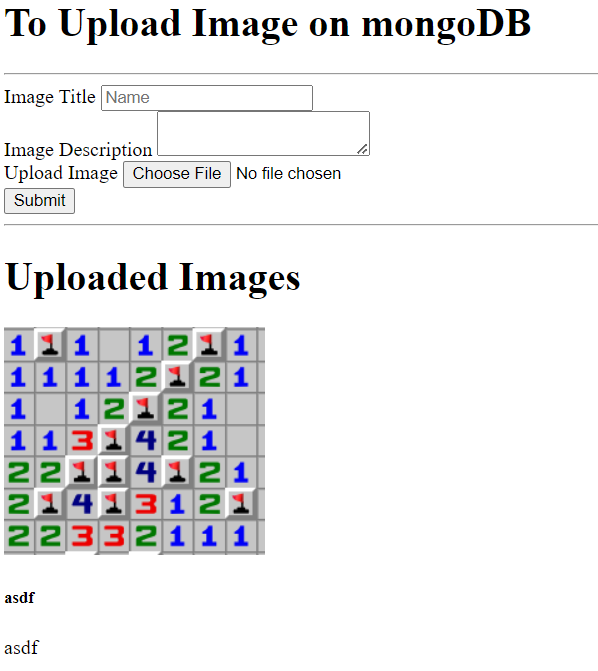 To Upload Image on mongoDB
Image Title Name
Image Description
Upload Image Choose File No file chosen
Submit
Uploaded Images
1 1 1 2 1
1 1 1 1 2 2 1
1 1 2 2 1
1 1 3 4 2 1
2 2 4 2 1
2 4 3 1 2
2 2 3 3 2 1 1 1
asdf
asdf